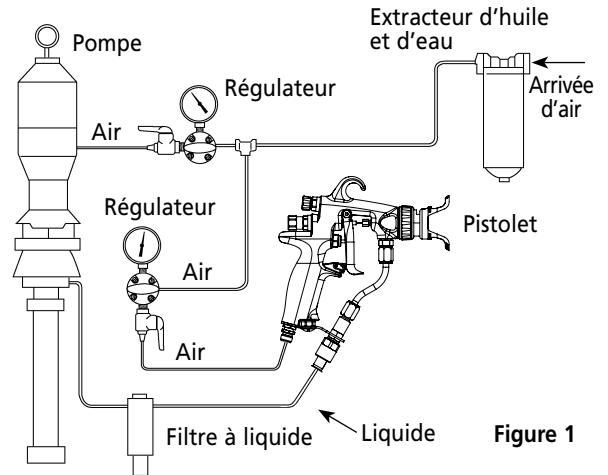 Extracteur d'huile
et d'eau
Pompe
Régulateur
Arrivée
d'air
Air
Régulateur
Pistolet
Air
Air
Filtre à liquide
Liquide
Figure 1